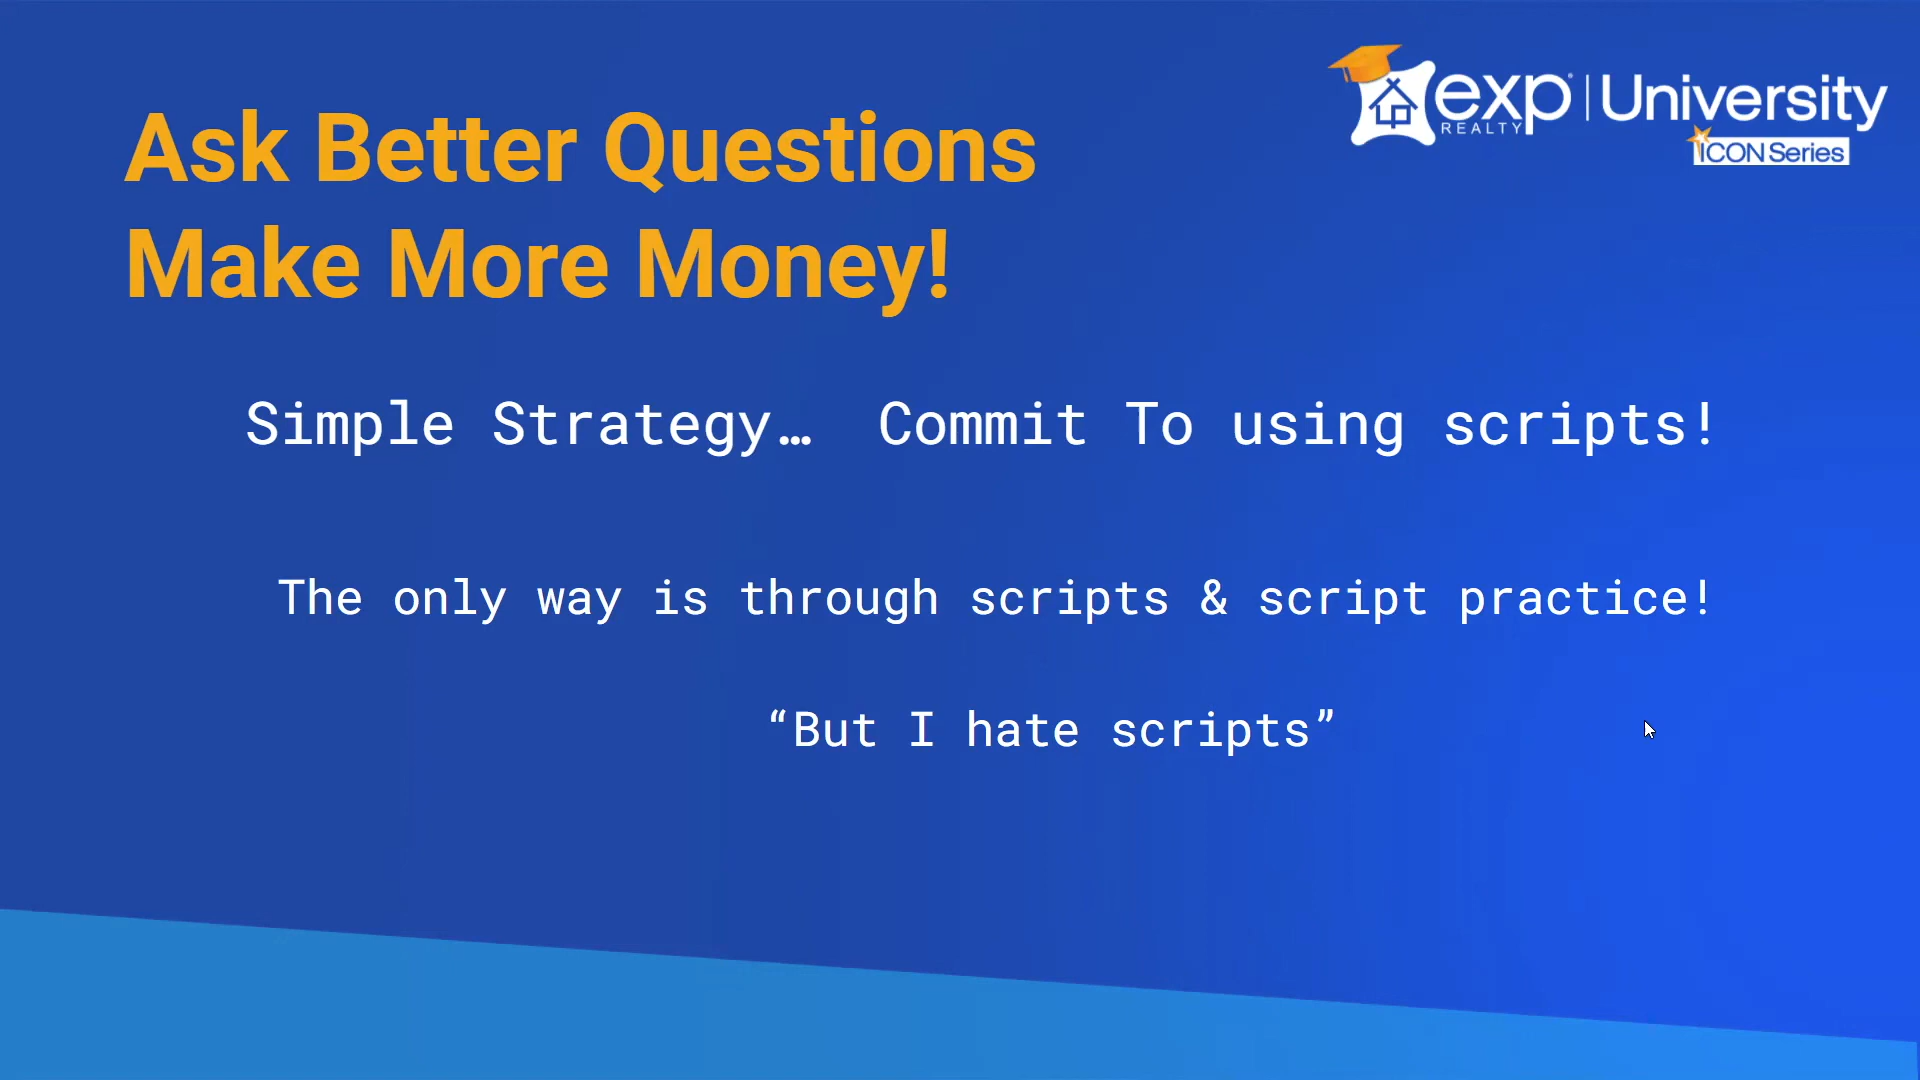 exp | University
REALTY
ICON Series
Ask Better Questions
Make More Money!
Simple Strategy…  Commit To using scripts!
The only way is through scripts & script practice!
“But I hate scripts”